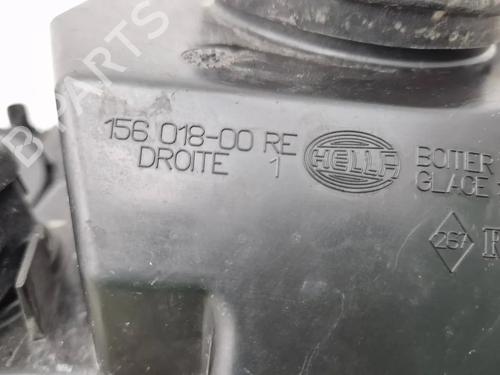 156.018-00 RE
DROITE 1
HELLA
BOITER
GLACE
267
B PARTS